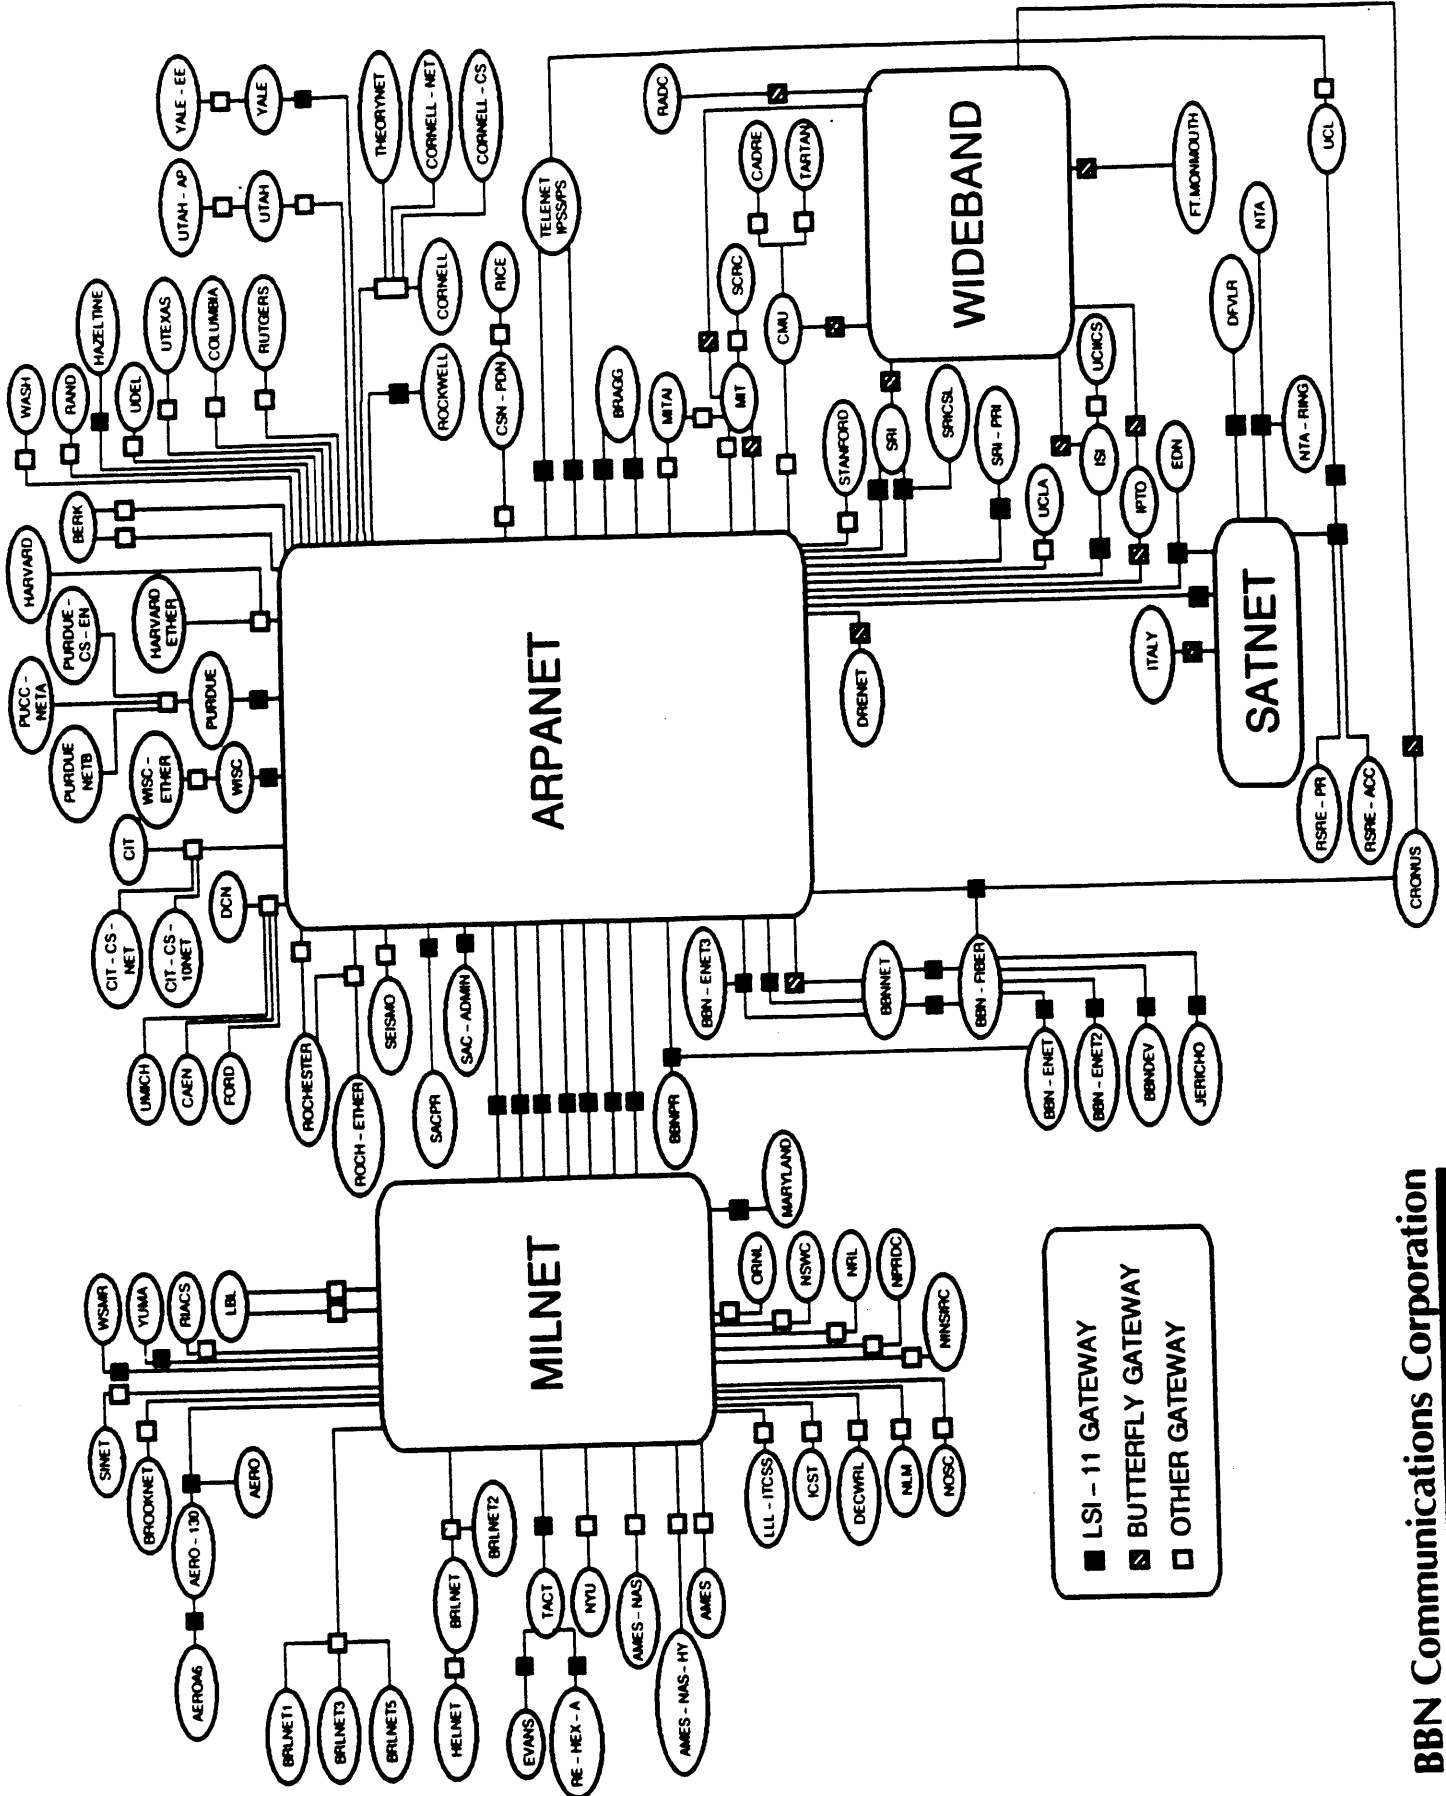 AEROA6
AERO - 130
AERO
SINET
BROOKNET
WSMR
YUMA
RIACS
LBL
BRLNET1
BRLNET3
BRLNET5
HELNET
BRLNET
BRLNET2
EVANS
RE - HEX - A
TACT
NYU
AMES - NAS
AMES - NAS - HY
AMES
MILNET
MARYLAND
ORNL
NSWC
NRL
NPRDC
MINSIRC
LLL - ITCSS
ICST
DECWRL
NLM
NOSC
UMICH
CAEN
FORD
CIT - CS -
NET
CIT - CS -
10NET
DCN
CIT
WISC -
ETHER
WISC
PURDUE
NETB
PUCC -
NETA
PURDUE -
CS - EN
PURDUE
HARVARD
HARVARD
ETHER
BERK
WASH
RAND
HAZELTINE
UDEL
UTEXAS
COLUMBIA
RUTGERS
UTAH - AP
UTAH
YALE - EE
YALE
THEORYNET
CORNELL - NET
CORNELL - CS
CORNELL
ROCKWELL
RICE
CSN - PDN
TELENET
IPSS/PS
BRAGG
MITAI
MIT
SCRC
CMU
CADRE
TARTAN
RADC
ROCHESTER
ROCH - ETHER
SEISMO
SACPR
SAC - ADMIN
BBNPR
ARPANET
BBN - ENET3
BBNNET
BBN - FIBER
BBN - ENET
BBN - ENET2
BBNDEV
JERICHO
CRONUS
DRENET
STANFORD
SRI
SRICSL
SRI - PRI
UCLA
ISI
UCIICS
IPTO
EDN
WIDEBAND
FT.MONMOUTH
UCL
ITALY
SATNET
DFVLR
NTA
NTA - RING
RSRE - PR
RSRE - ACC
LSI - 11 GATEWAY
BUTTERFLY GATEWAY
OTHER GATEWAY
BBN Communications Corporation